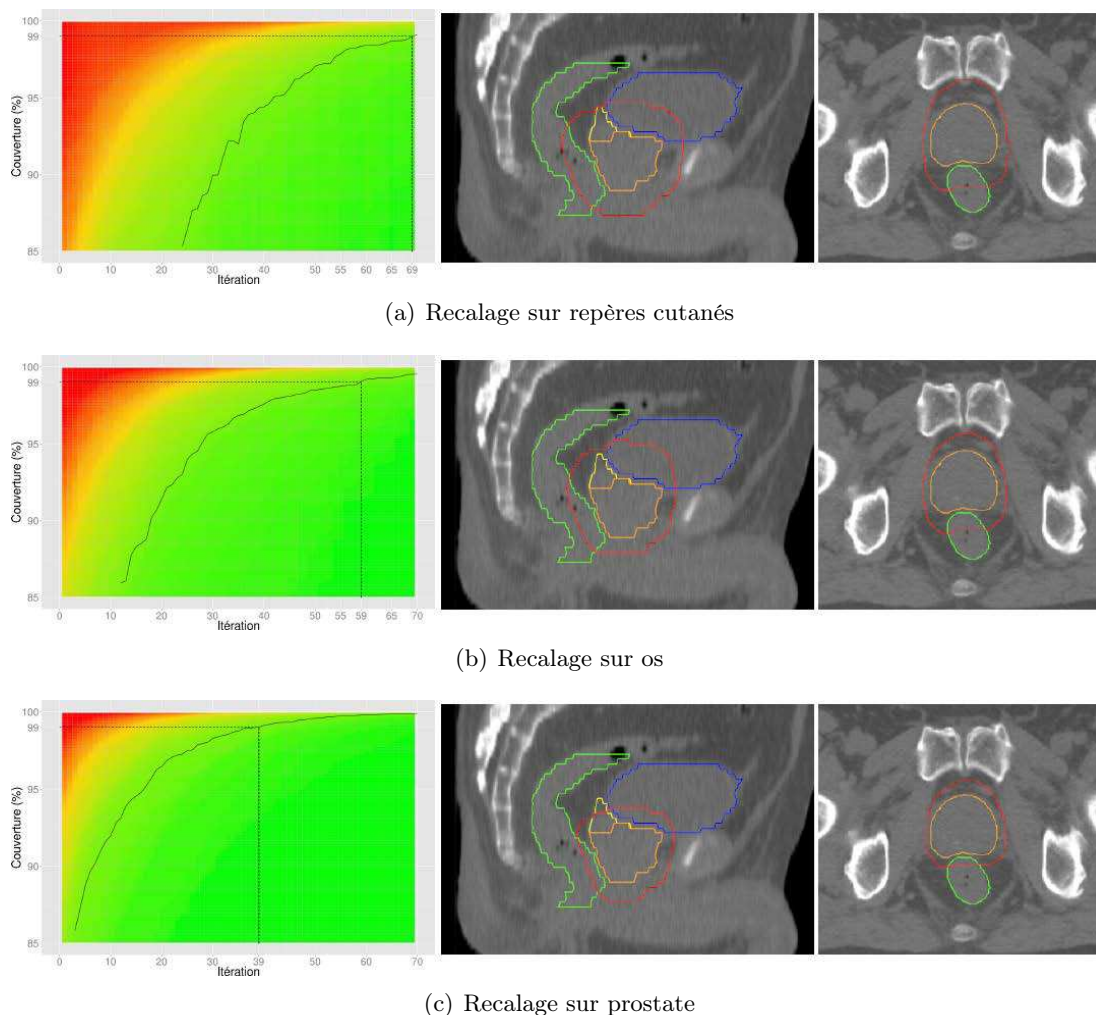 100
99
95
90
85
Couverture (%)
0 10 20 30 40 50 55 60 65 69
Itération
(a) Recalage sur repères cutanés
100
99
95
90
85
Couverture (%)
0 10 20 30 40 50 55 59 65 70
Itération
(b) Recalage sur os
100
99
95
90
85
Couverture (%)
0 10 20 30 39 50 60 70
Itération
(c) Recalage sur prostate